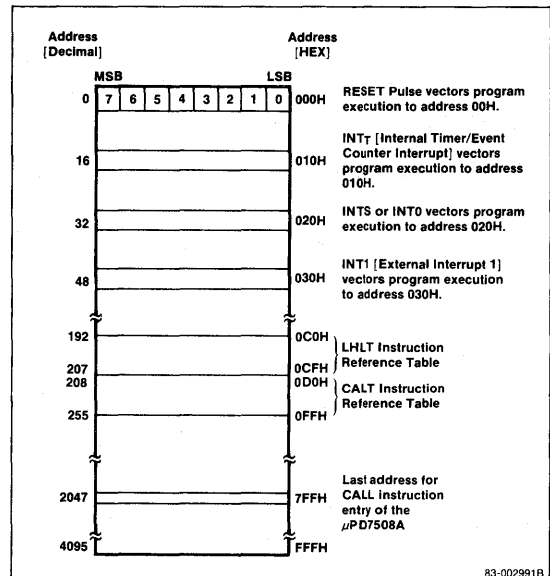 Address
[Decimal]
Address
[HEX]
MSB
LSB
0
7 6 5 4 3 2 1 0
000H
RESET Pulse vectors program
execution to address 00H.
16
010H
INTT [Internal Timer/Event
Counter Interrupt] vectors
program execution to address
010H.
32
020H
INTS or INT0 vectors program
execution to address 020H.
48
030H
INT1 [External Interrupt 1]
vectors program execution
to address 030H.
192
0C0H
LHLT Instruction
Reference Table
207
0CFH
208
0D0H
CALT Instruction
Reference Table
255
0FFH
2047
7FFH
Last address for
CALL instruction
entry of the
µPD7508A
4095
FFFH
83-002991B